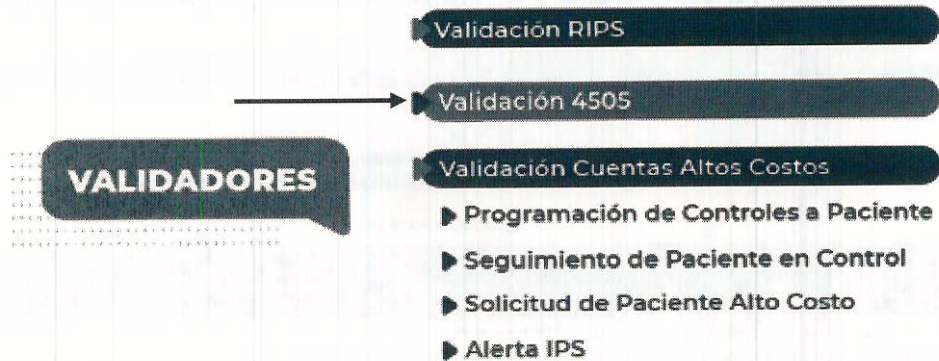 Validación RIPS
Validación 4505
VALIDADORES
Validación Cuentas Altos Costos
Programación de Controles a Paciente
Seguimiento de Paciente en Control
Solicitud de Paciente Alto Costo
Alerta IPS